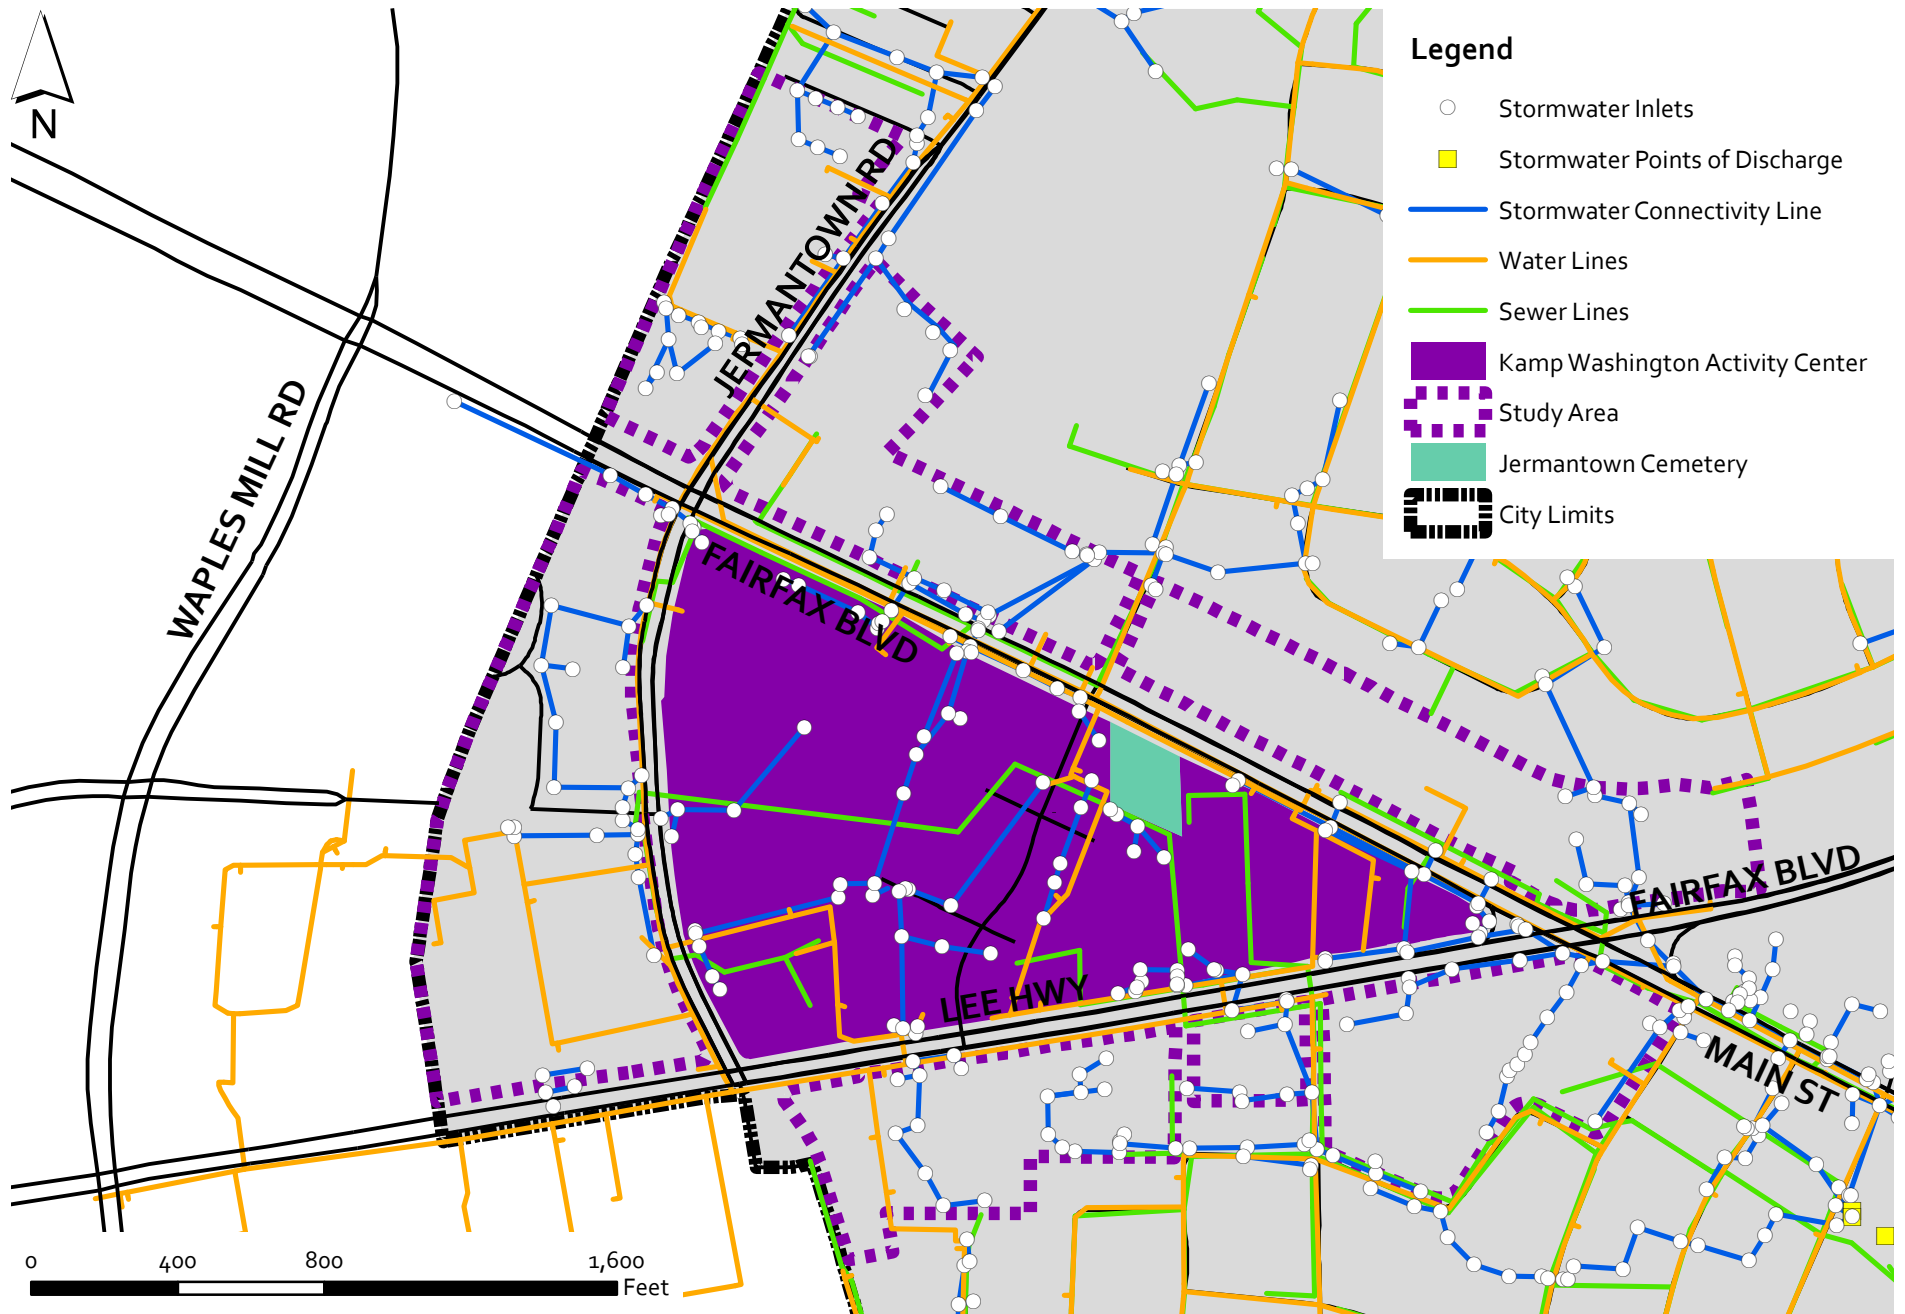 Legend
Stormwater Inlets
Stormwater Points of Discharge
Stormwater Connectivity Line
Water Lines
Sewer Lines
Kamp Washington Activity Center
Study Area
Jermantown Cemetery
City Limits
N
JERMANTOWN RD
WAPLES MILL RD
FAIRFAX BLVD
FAIRFAX BLVD
LEE HWY
MAIN ST
0 400 800 1,600
Feet